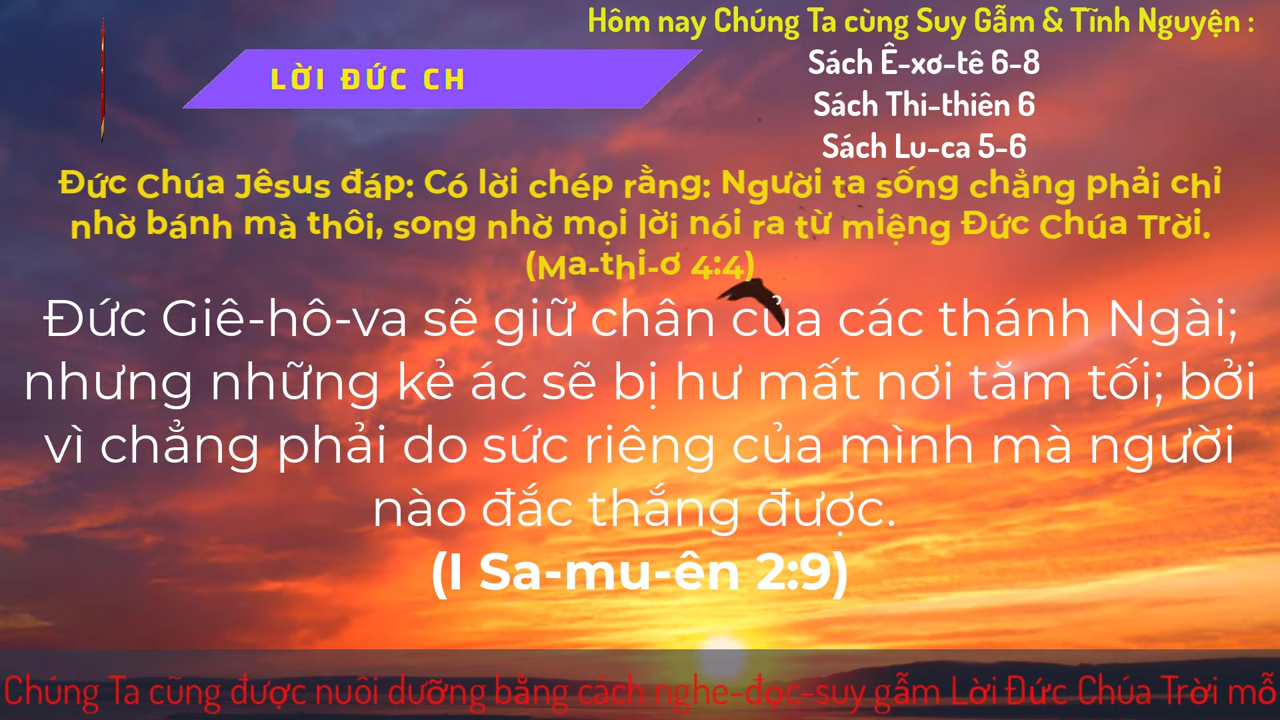 Hôm nay Chúng Ta cùng Suy Gẫm & Tĩnh Nguyện :
LỜI ĐỨC CH
Sách Ê-xơ-tê 6-8
Sách Thi-thiên 6
Sách Lu-ca 5-6
Đức Chúa Jêsus đáp: Có lời chép rằng: Người ta sống chẳng phải chỉ
nhờ bánh mà thôi, song nhờ mọi lời nói ra từ miệng Đức Chúa Trời.
(Ma-thi-ơ 4:4)
Đức Giê-hô-va sẽ giữ chân của các thánh Ngài;
nhưng những kẻ ác sẽ bị hư mất nơi tăm tối; bởi
vì chẳng phải do sức riêng của mình mà người
nào đắc thắng được.
(I Sa-mu-ên 2:9)
Chúng Ta cũng được nuôi dưỡng bằng cách nghe-đọc-suy gẫm Lời Đức Chúa Trời mỗ